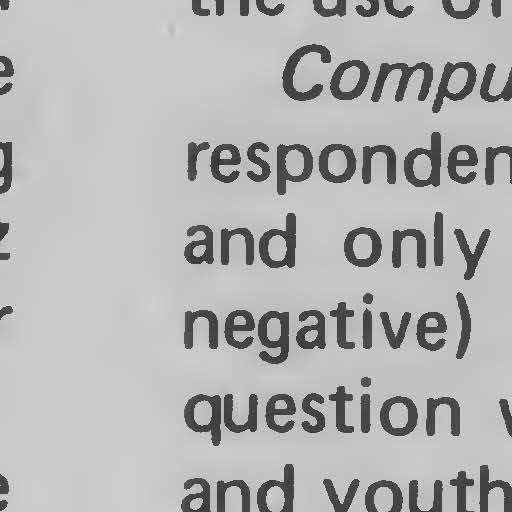 the use of
Compu
responden
and only
negative)
question
and youth